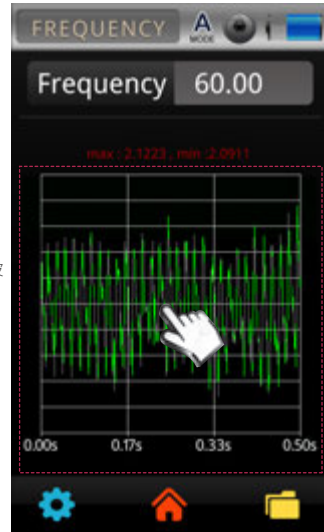 FREQUENCY A MODE
Frequency 60.00
max : 2.1223 , min :2.0911
0.00s 0.17s 0.33s 0.50s